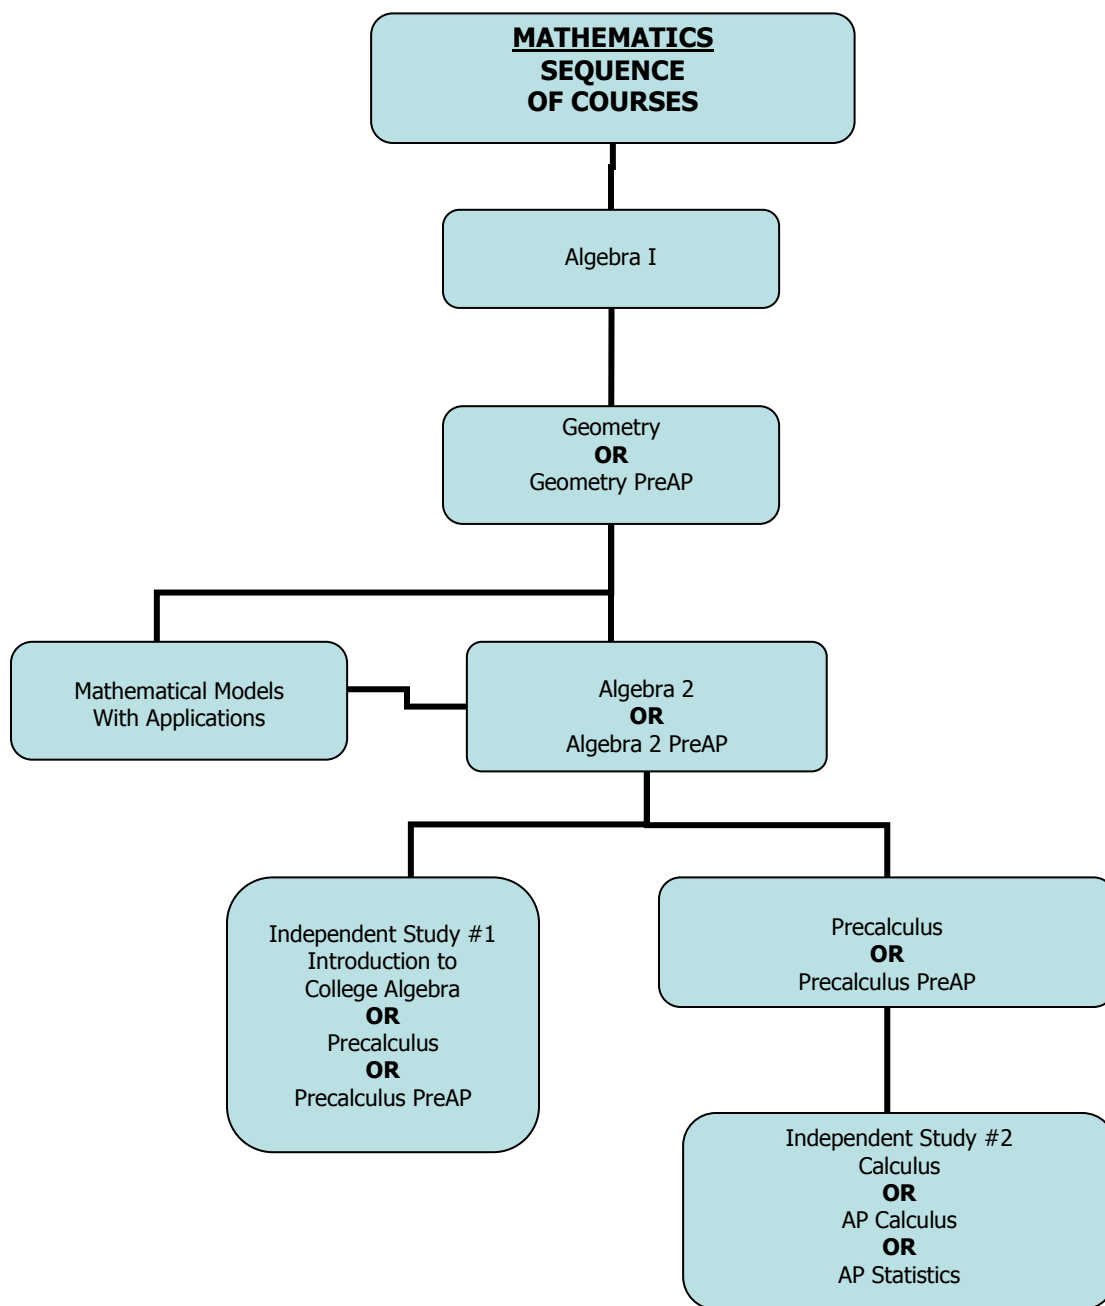 MATHEMATICS
SEQUENCE
OF COURSES
Algebra I
Geometry
OR
Geometry PreAP
Mathematical Models
With Applications
Algebra 2
OR
Algebra 2 PreAP
Independent Study #1
Introduction to
College Algebra
OR
Precalculus
OR
Precalculus PreAP
Precalculus
OR
Precalculus PreAP
Independent Study #2
Calculus
OR
AP Calculus
OR
AP Statistics